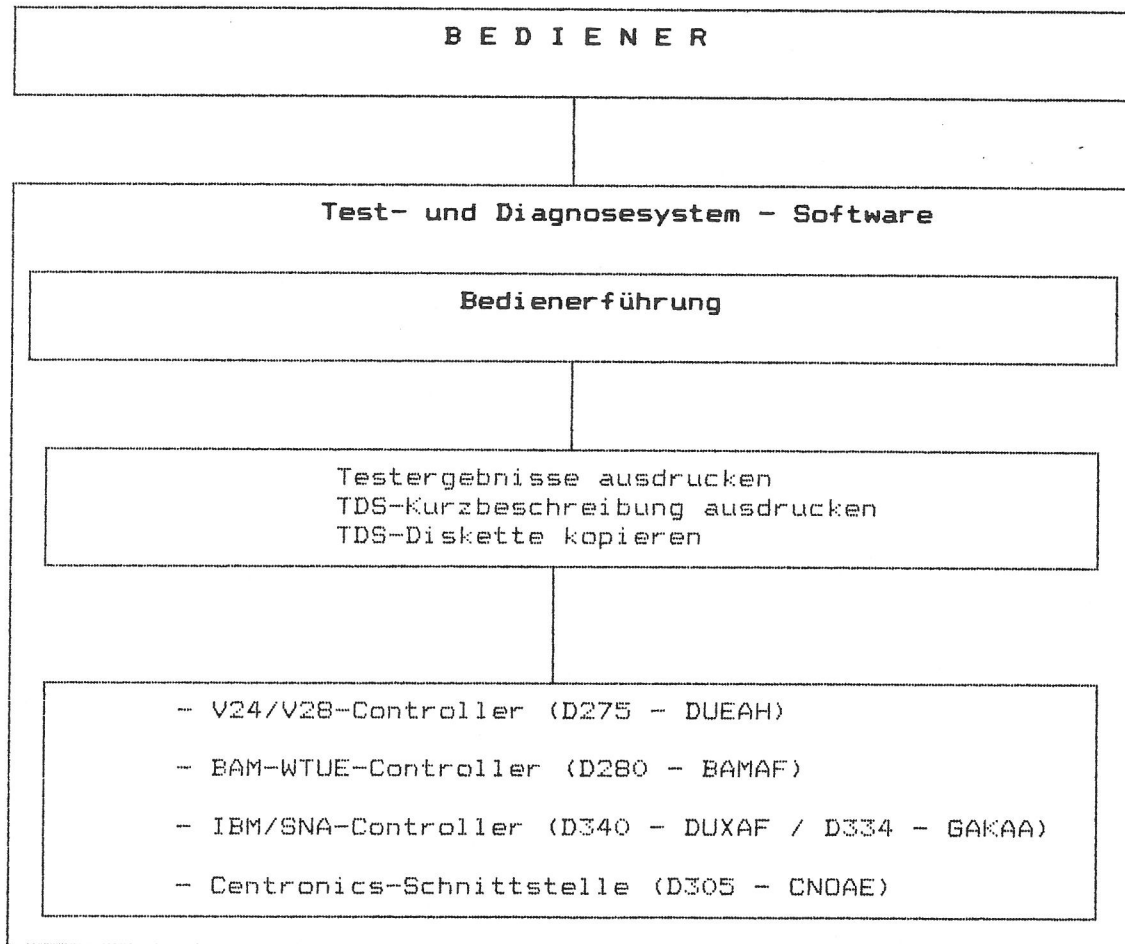 B E D I E N E R
Test- und Diagnosesystem - Software
Bedienerführung
Testergebnisse ausdrucken
TDS-Kurzbeschreibung ausdrucken
TDS-Diskette kopieren
- V24/V28-Controller (D275 - DUEAH)
- BAM-WTUE-Controller (D280 - BAMAF)
- IBM/SNA-Controller (D340 - DUXAF / D334 - GAKAA)
- Centronics-Schnittstelle (D305 - CNOAE)